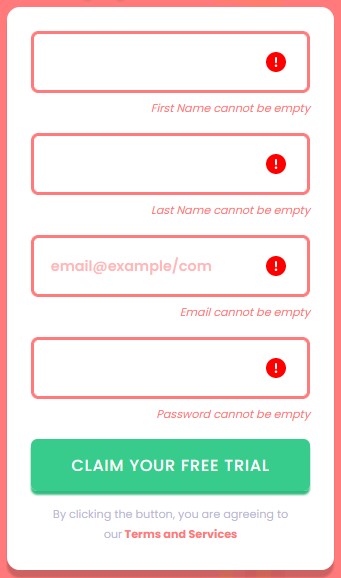 First Name cannot be empty
Last Name cannot be empty
email@example/com
Email cannot be empty
Password cannot be empty
CLAIM YOUR FREE TRIAL
By clicking the button, you are agreeing to
our Terms and Services